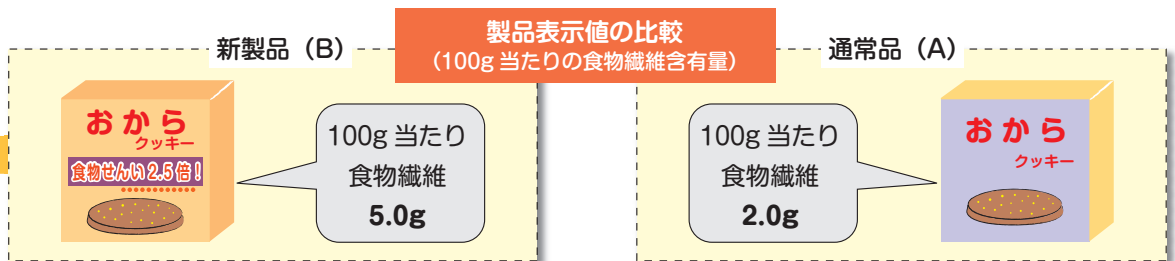 製品表示値の比較
（100g 当たりの食物繊維含有量）
新製品（B）
おから
クッキー
食物せんい2.5倍！
100g 当たり
食物繊維
5.0g
通常品（A）
100g 当たり
食物繊維
2.0g
おから
クッキー